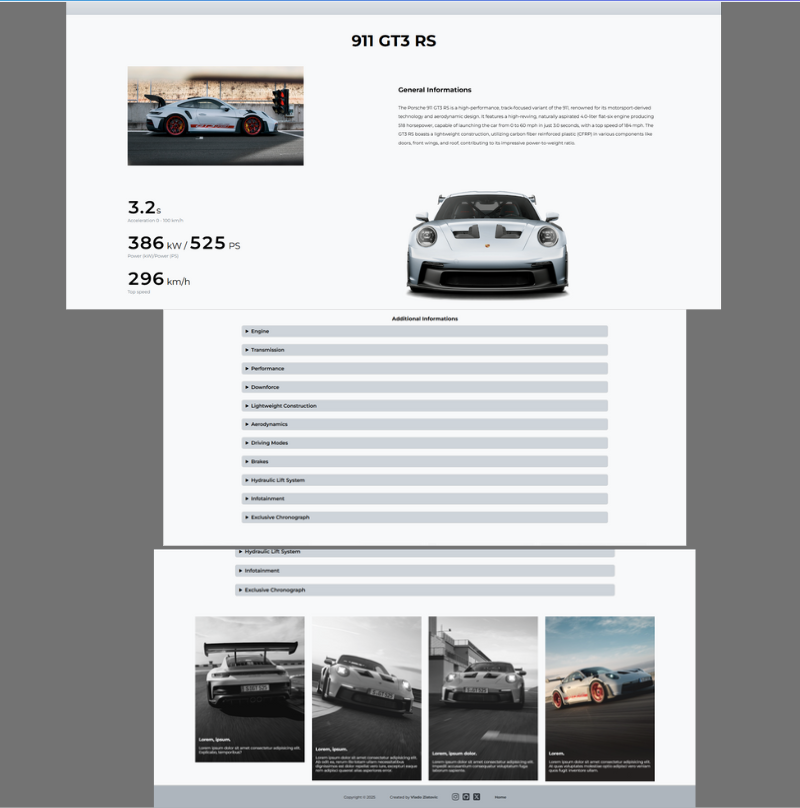 911 GT3 RS
General Informations
The Porsche 911 GT3 RS is a high-performance, track-focused variant of the 911, renowned for its motorsport-derived
technology and aerodynamic design. It features a high-revving, naturally aspirated 4.0-liter flat-six engine producing
518 horsepower, capable of launching the car from 0 to 60 mph in just 3.0 seconds, with a top speed of 184 mph. The
GT3 RS boasts a lightweight construction, utilizing carbon fiber reinforced plastic (CFRP) in various components like
doors, front wings, and roof, contributing to its impressive power-to-weight ratio.
3.2s
Acceleration 0 - 100 km/h
386 kW / 525 PS
Power (kW)/Power (PS)
296 km/h
Top speed
Additional Informations
Engine
Transmission
Performance
Downforce
Lightweight Construction
Aerodynamics
Driving Modes
Brakes
Hydraulic Lift System
Infotainment
Exclusive Chronograph
Hydraulic Lift System
Infotainment
Exclusive Chronograph
Lorem, ipsum.
Lorem ipsum dolor sit amet consectetur adipisicing elit.
Explicabo temporibus?
Lorem, ipsum.
Lorem ipsum dolor sit amet consectetur adipisicing elit.
Lorem, ipsum dolor.
Lorem ipsum dolor sit amet consectetur adipisicing elit.
Lorem.
Lorem ipsum dolor sit amet consectetur adipisicing elit.
Copyright © 2025
Created by
Home